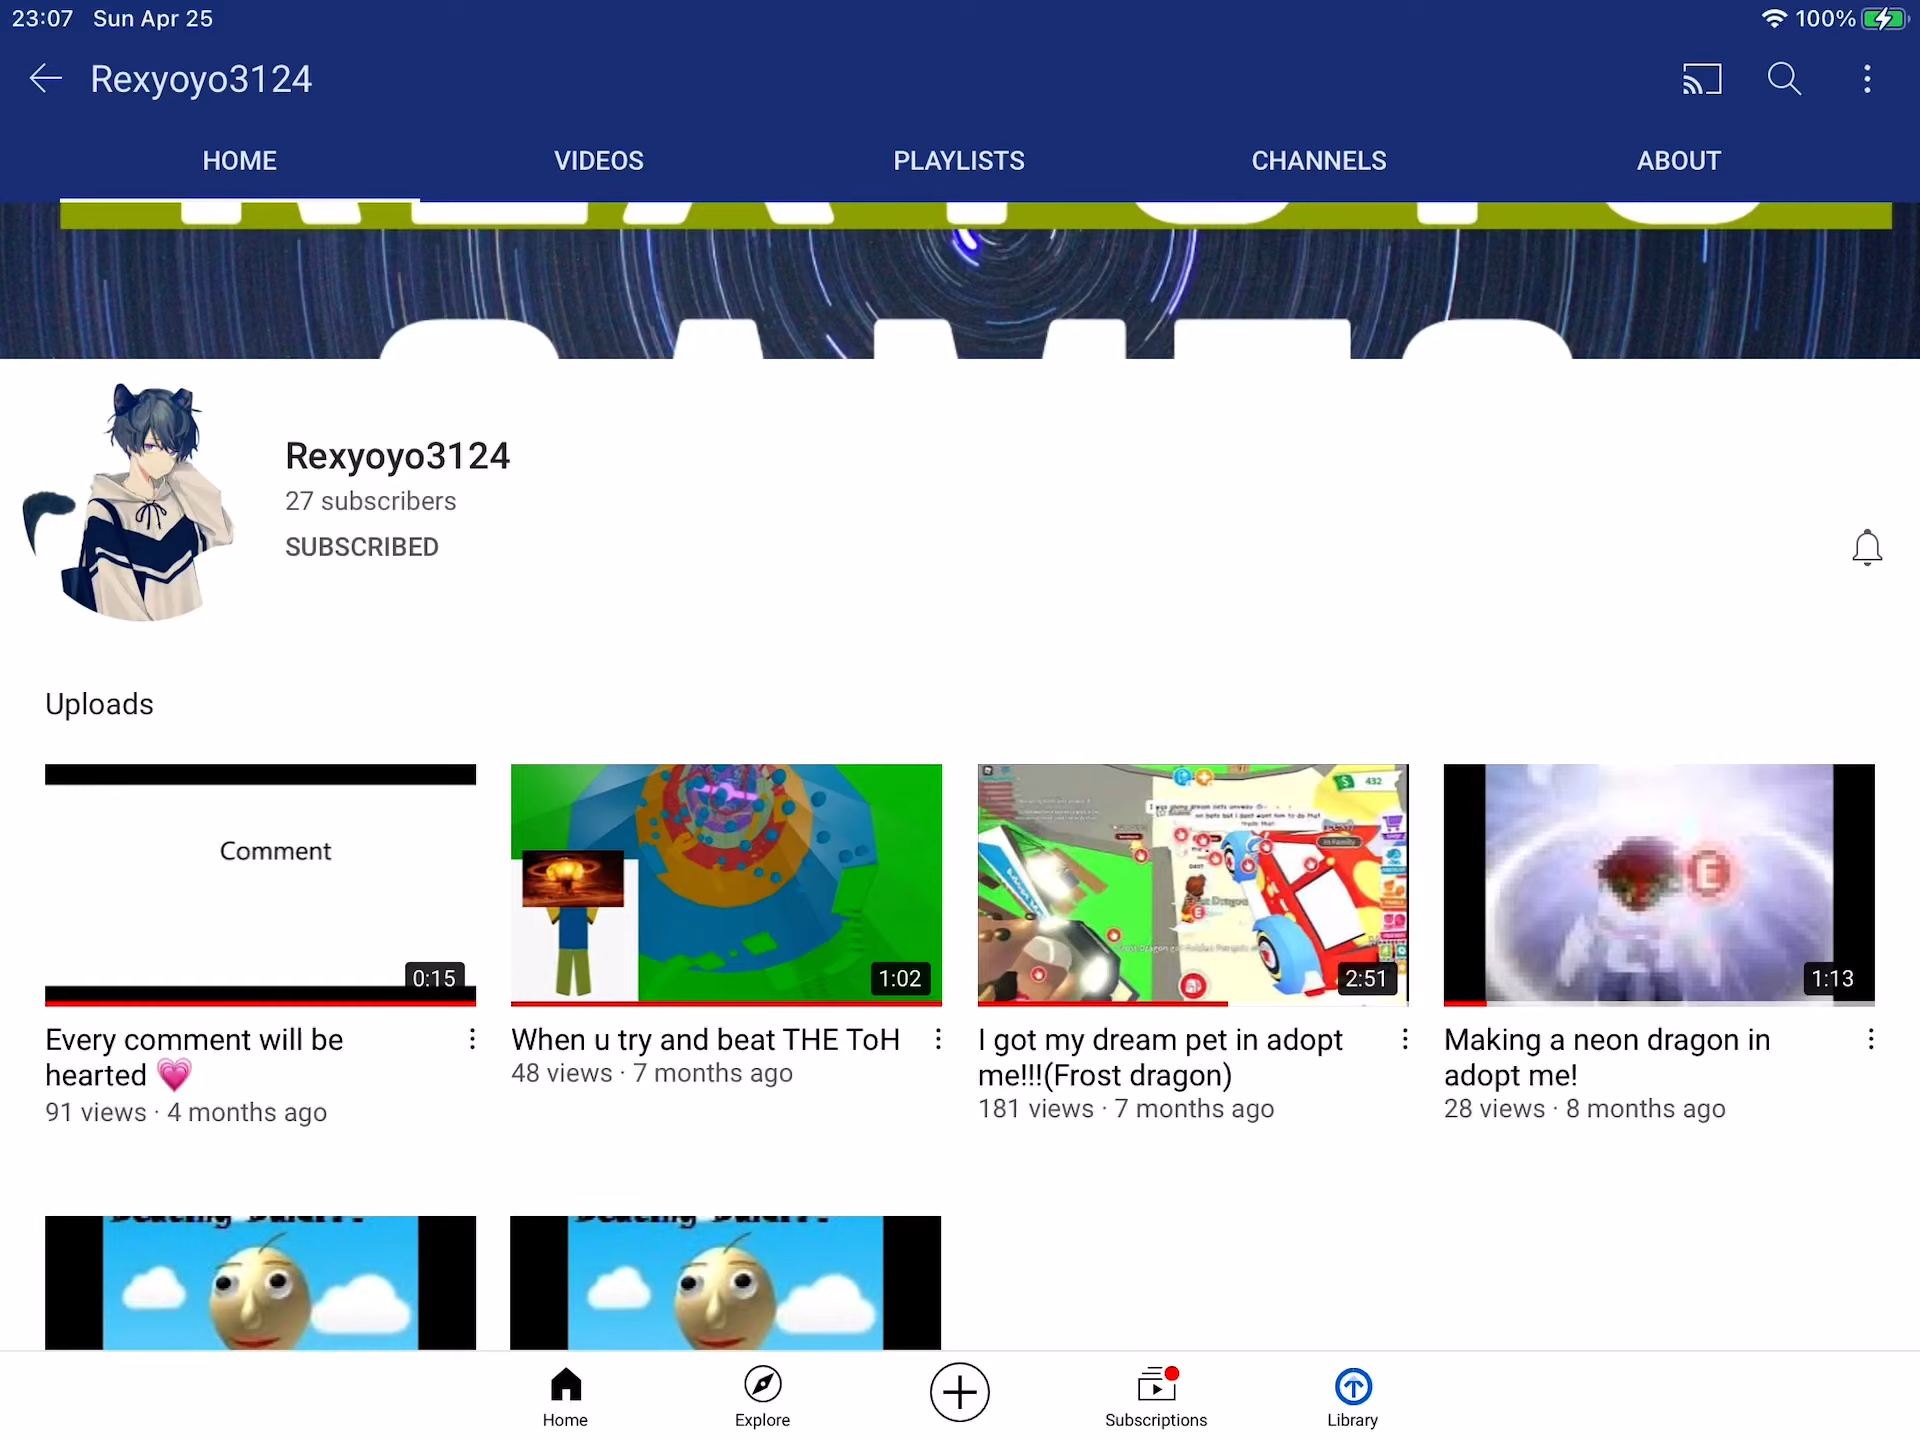 23:07 Sun Apr 25
100%
Rexyoyo3124
HOME
VIDEOS
PLAYLISTS
CHANNELS
ABOUT
Rexyoyo3124
27 subscribers
SUBSCRIBED
Uploads
Comment
0:15
1:02
432
2:51
E
1:13
Every comment will be
hearted 💗
91 views · 4 months ago
When u try and beat THE ToH
48 views · 7 months ago
I got my dream pet in adopt
me!!!(Frost dragon)
181 views · 7 months ago
Making a neon dragon in
adopt me!
28 views · 8 months ago
Home
Explore
Subscriptions
Library